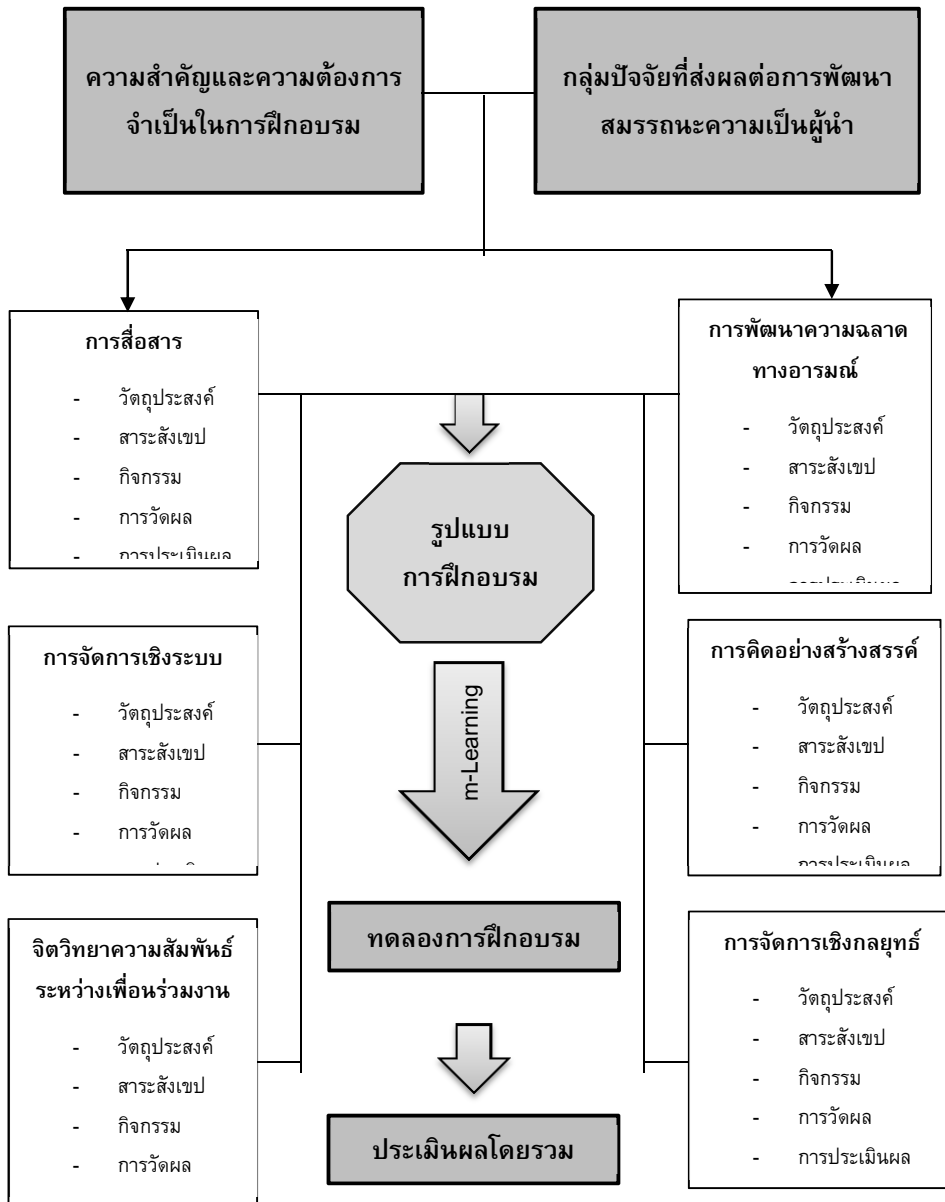 ความสำคัญและความต้องการ
จำเป็นในการฝึกอบรม
กลุ่มปัจจัยที่ส่งผลต่อการพัฒนา
สมรรถนะความเป็นผู้นำ
การสื่อสาร
- วัตถุประสงค์
- สาระสังเขป
- กิจกรรม
- การวัดผล
- การประเมินผล
การพัฒนาความฉลาด
ทางอารมณ์
- วัตถุประสงค์
- สาระสังเขป
- กิจกรรม
- การวัดผล
รูปแบบ
การฝึกอบรม
การจัดการเชิงระบบ
- วัตถุประสงค์
- สาระสังเขป
- กิจกรรม
- การวัดผล
การคิดอย่างสร้างสรรค์
- วัตถุประสงค์
- สาระสังเขป
- กิจกรรม
- การวัดผล
- การประเมินผล
m-Learning
ทดลองการฝึกอบรม
จิตวิทยาความสัมพันธ์
ระหว่างเพื่อนร่วมงาน
- วัตถุประสงค์
- สาระสังเขป
- กิจกรรม
- การวัดผล
การจัดการเชิงกลยุทธ์
- วัตถุประสงค์
- สาระสังเขป
- กิจกรรม
- การวัดผล
- การประเมินผล
ประเมินผลโดยรวม